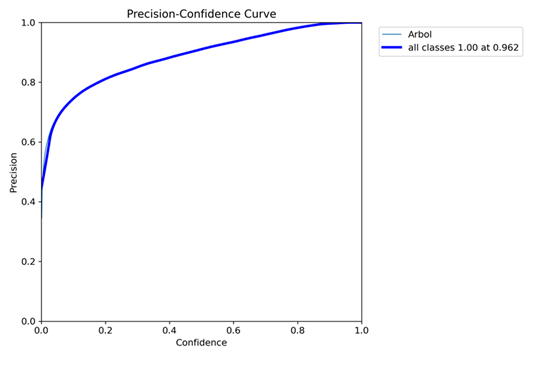 Precision-Confidence Curve
Arbol
all classes 1.00 at 0.962
1.0
0.8
0.6
0.4
0.2
0.0
Precision
0.0 0.2 0.4 0.6 0.8 1.0
Confidence